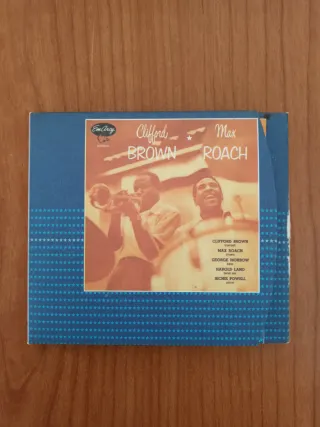 EmArcy
Clifford Max
BROWN ROACH
CLIFFORD BROWN
MAX ROACH
GEORGE MORROW
HAROLD LAND
RICHIE POWELL